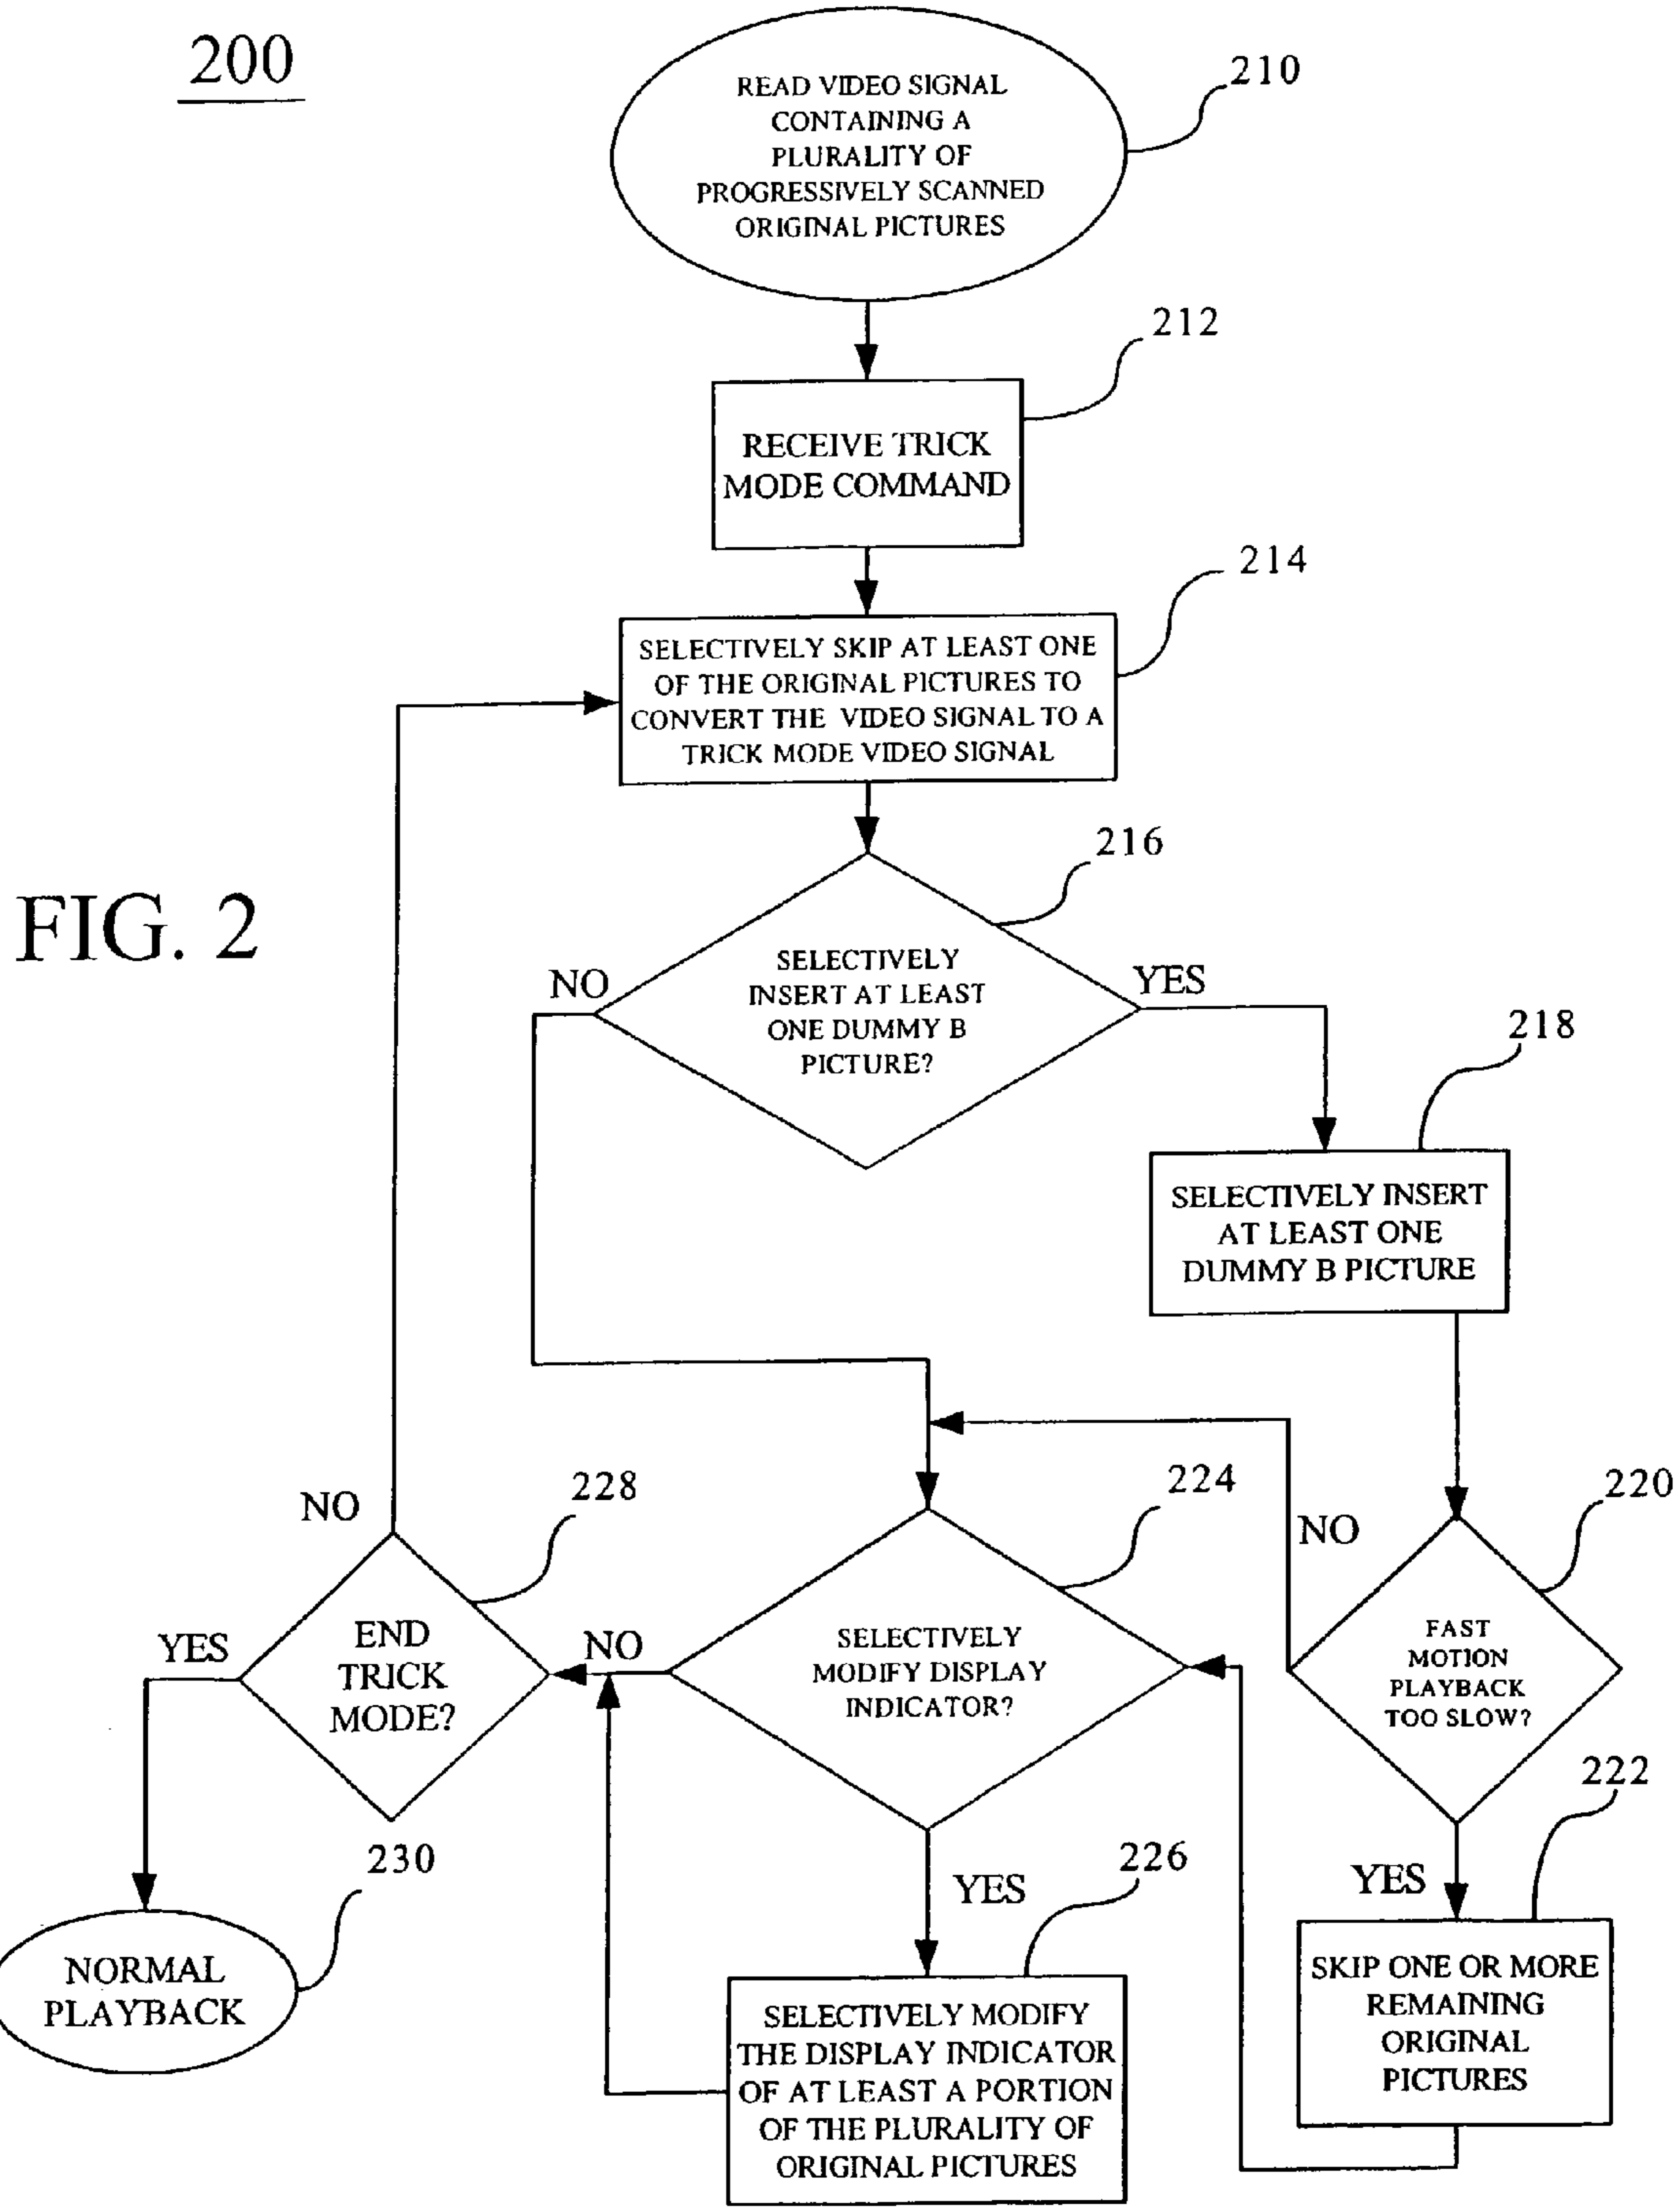 200
READ VIDEO SIGNAL
CONTAINING A
PLURALITY OF
PROGRESSIVELY SCANNED
ORIGINAL PICTURES
210
212
RECEIVE TRICK
MODE COMMAND
214
SELECTIVELY SKIP AT LEAST ONE
OF THE ORIGINAL PICTURES TO
CONVERT THE VIDEO SIGNAL TO A
TRICK MODE VIDEO SIGNAL
216
FIG. 2
NO
SELECTIVELY
INSERT AT LEAST
ONE DUMMY B
PICTURE?
YES
218
SELECTIVELY INSERT
AT LEAST ONE
DUMMY B PICTURE
NO
228
224
220
NO
YES
END
TRICK
MODE?
NO
SELECTIVELY
MODIFY DISPLAY
INDICATOR?
FAST
MOTION
PLAYBACK
TOO SLOW?
222
230
YES
226
YES
NORMAL
PLAYBACK
SELECTIVELY MODIFY
THE DISPLAY INDICATOR
OF AT LEAST A PORTION
OF THE PLURALITY OF
ORIGINAL PICTURES
SKIP ONE OR MORE
REMAINING
ORIGINAL
PICTURES